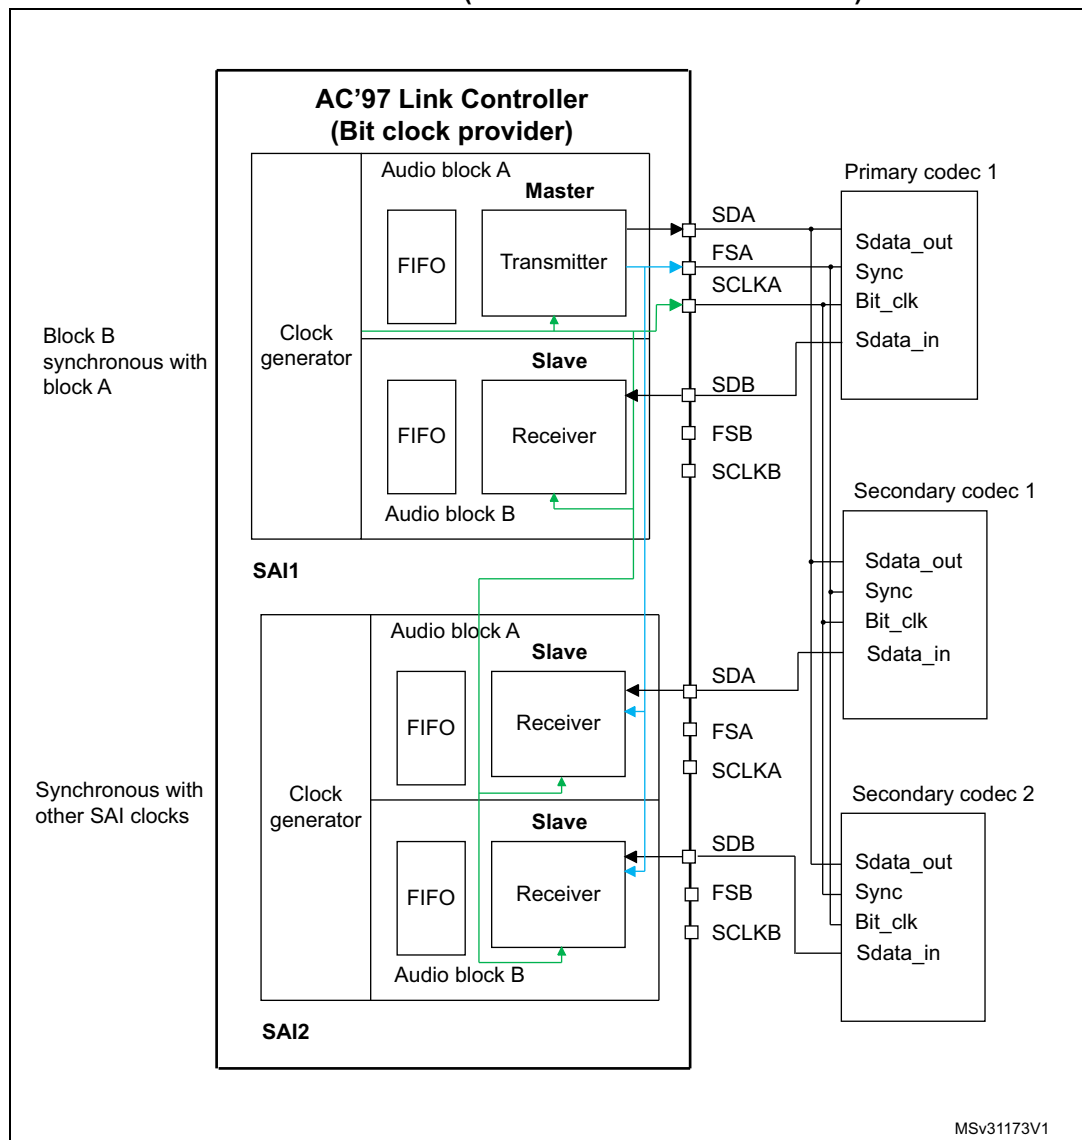 AC’97 Link Controller
(Bit clock provider)
Audio block A
Master
FIFO
Transmitter
Clock
generator
Slave
FIFO
Receiver
Audio block B
SAI1
Block B
synchronous with
block A
SDA
FSA
SCLKA
SDB
FSB
SCLKB
Primary codec 1
Sdata_out
Sync
Bit_clk
Sdata_in
Secondary codec 1
Sdata_out
Sync
Bit_clk
Sdata_in
Audio block A
Slave
FIFO
Receiver
Clock
generator
Slave
FIFO
Receiver
Audio block B
SAI2
Synchronous with
other SAI clocks
SDA
FSA
SCLKA
SDB
FSB
SCLKB
Secondary codec 2
Sdata_out
Sync
Bit_clk
Sdata_in
MSv31173V1